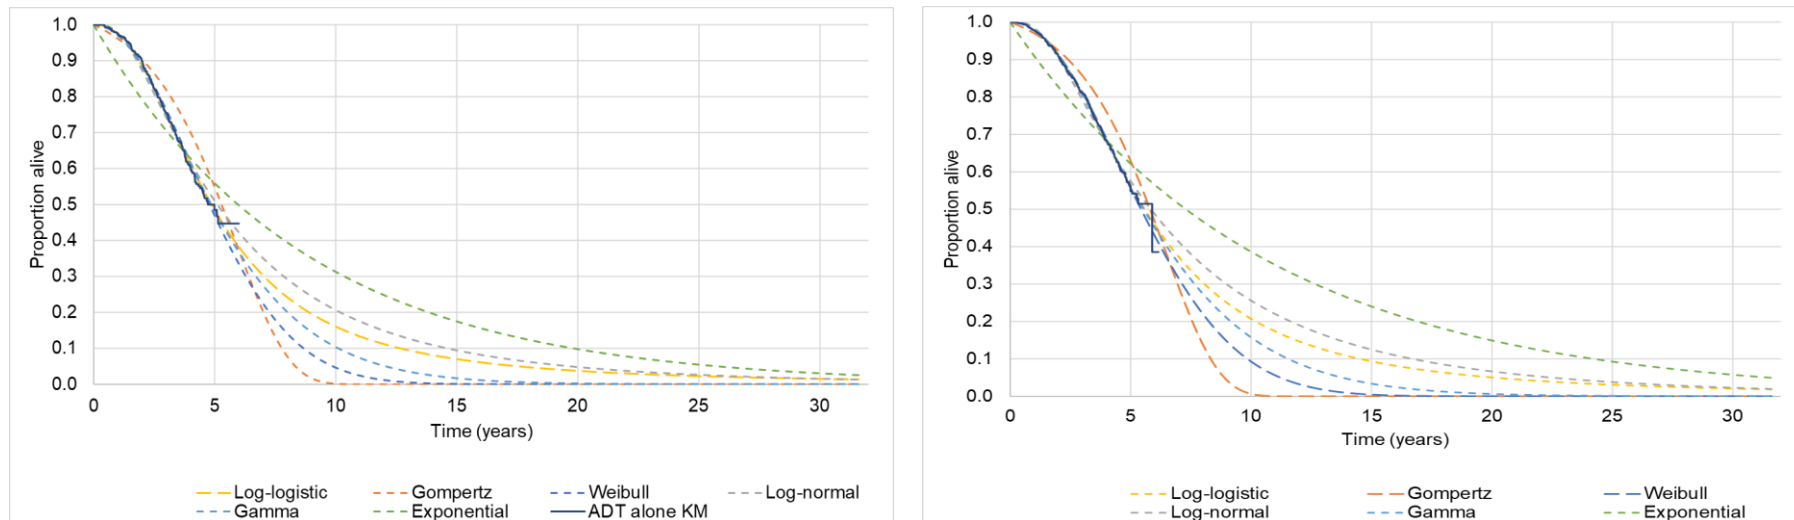 1.0
0.9
0.8
0.7
0.6
0.5
0.4
0.3
0.2
0.1
0.0
Proportion alive
0 5 10 15 20 25 30
Time (years)
Log-logistic Gompertz Weibull Log-normal
Gamma Exponential ADT alone KM
1.0
0.9
0.8
0.7
0.6
0.5
0.4
0.3
0.2
0.1
0.0
Proportion alive
0 5 10 15 20 25 30
Time (years)
Log-logistic Gompertz Weibull
Log-normal Gamma Exponential